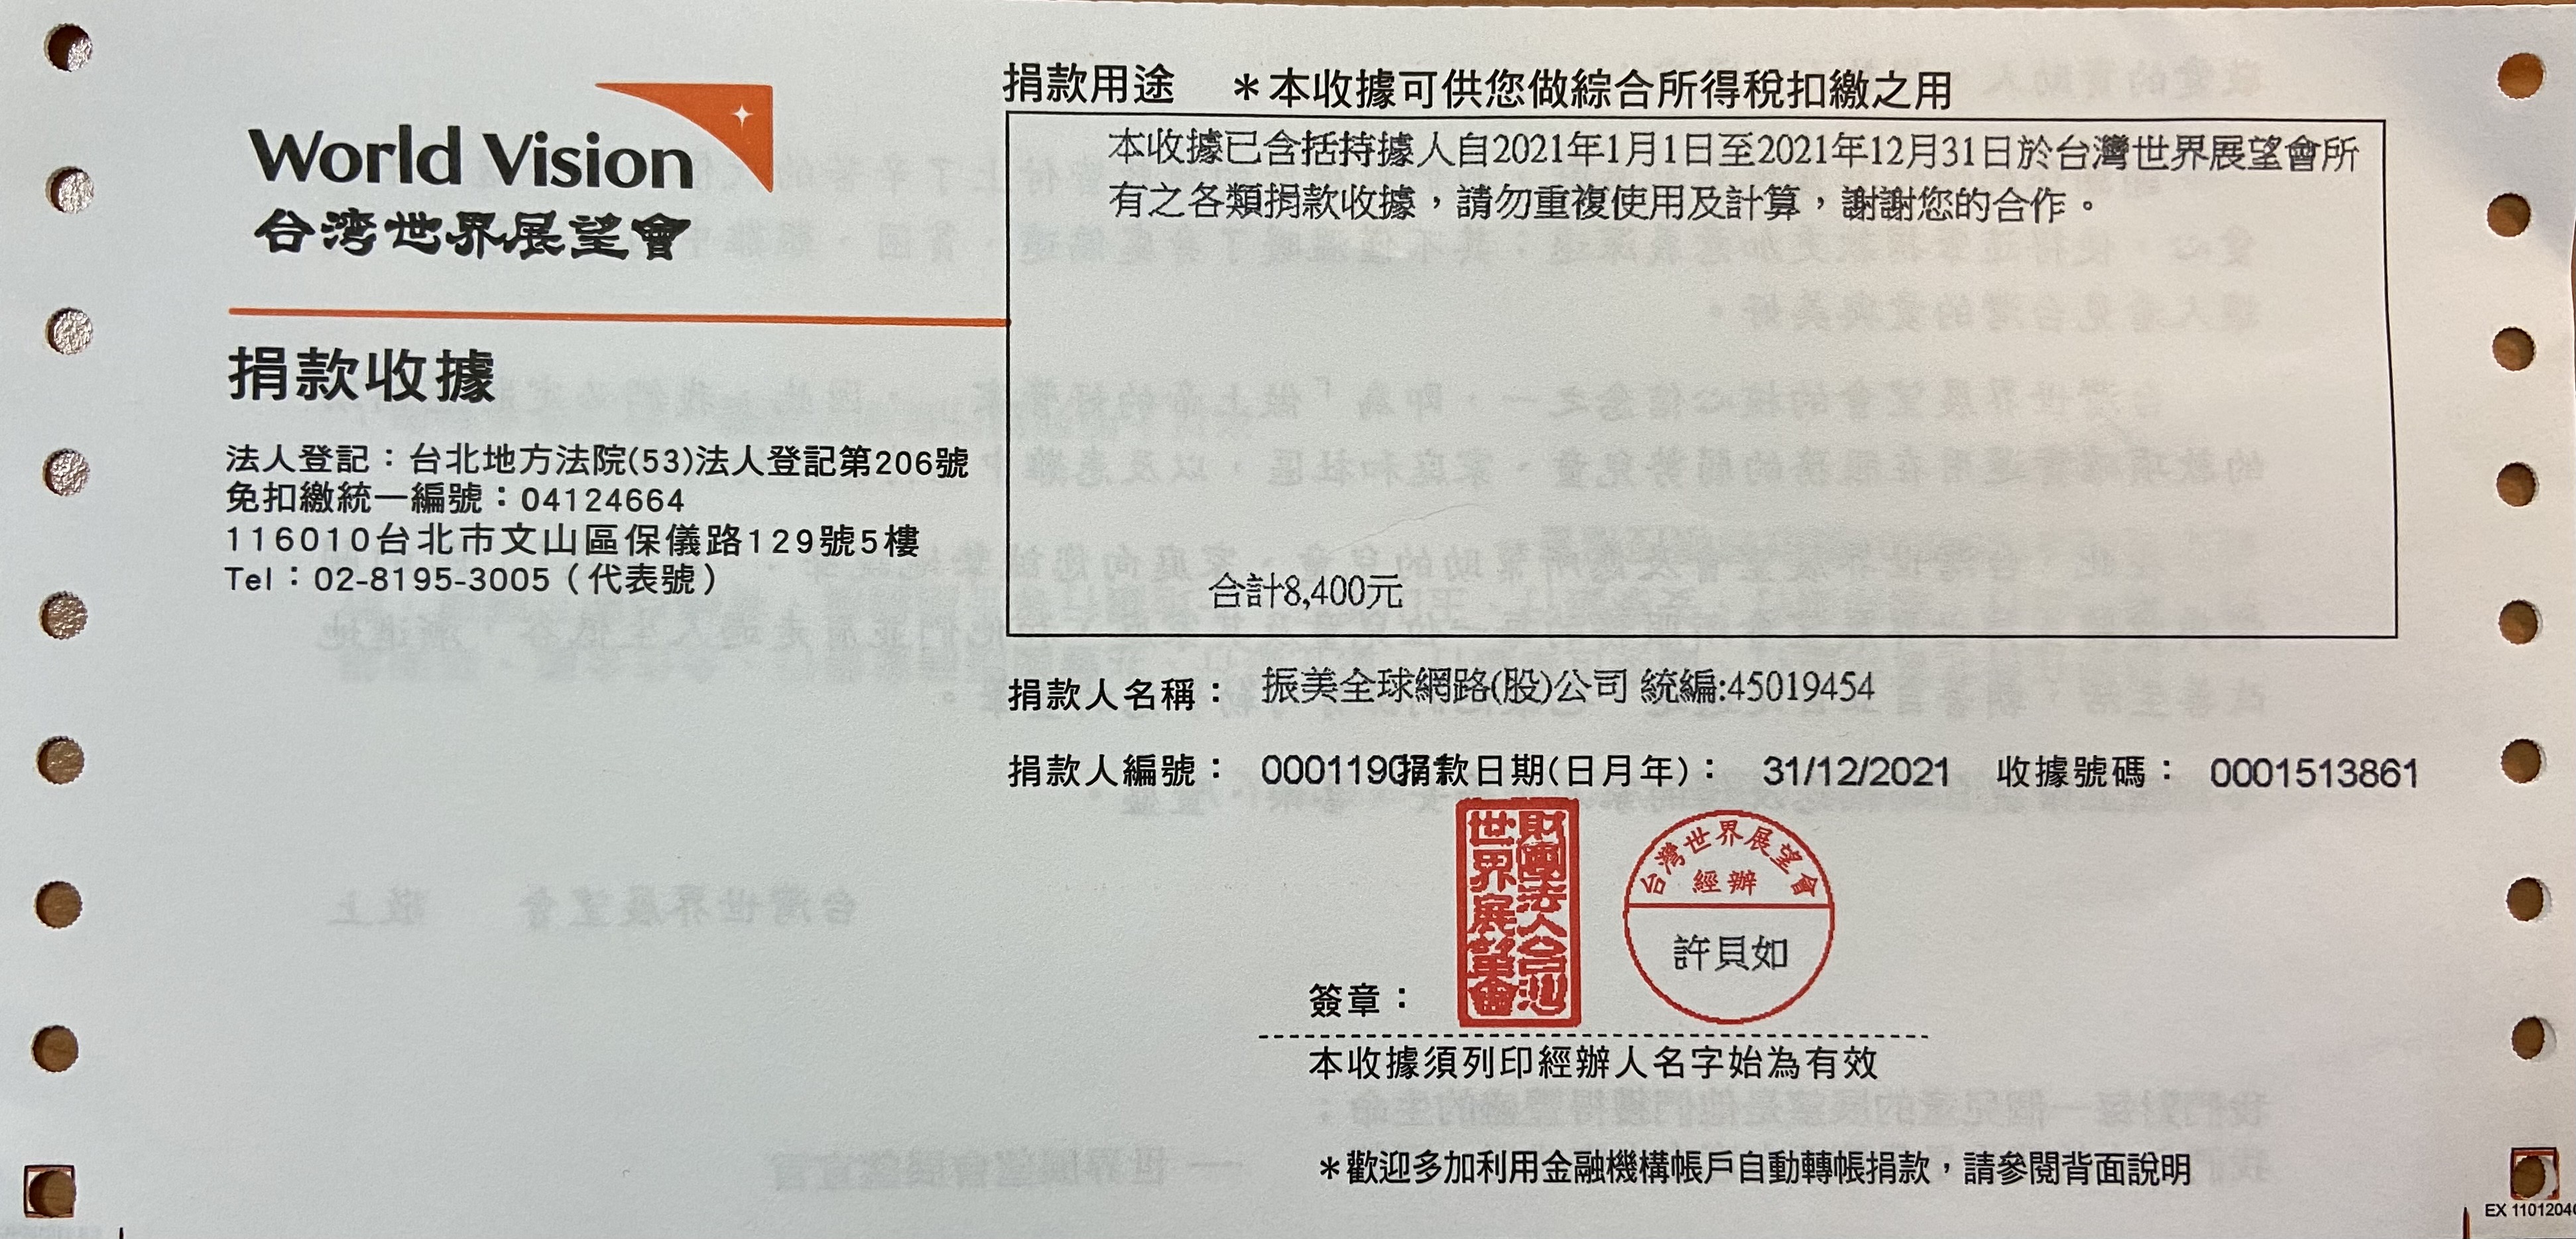 World Vision
台灣世界展望會
捐款收據
法人登記：台北地方法院(53)法人登記第206號
免扣繳統一編號：04124664
116010台北市文山區保儀路129號5樓
Tel：02-8195-3005（代表號）
捐款用途 ＊本收據可供您做綜合所得稅扣繳之用
本收據已含括持據人自2021年1月1日至2021年12月31日於台灣世界展望會所
有之各類捐款收據，請勿重複使用及計算，謝謝您的合作。
合計8,400元
捐款人名稱： 振美全球網路(股)公司 統編:45019454
捐款人編號： 捐款日期(日月年)： 31/12/2021 收據號碼： 0001513861
財團法人台灣
世界展望會
台灣世界展望會
經辦
許貝如
簽章：
本收據須列印經辦人名字始為有效
＊歡迎多加利用金融機構帳戶自動轉帳捐款，請參閱背面說明